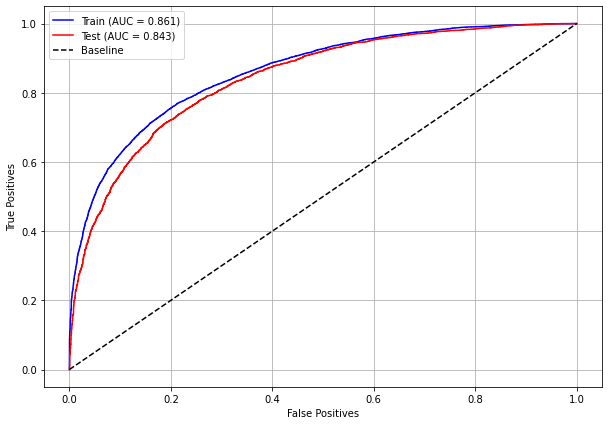 Train (AUC = 0.861)
Test (AUC = 0.843)
Baseline
1.0
0.8
0.6
0.4
0.2
0.0
True Positives
0.0
0.2
0.4
0.6
0.8
1.0
False Positives